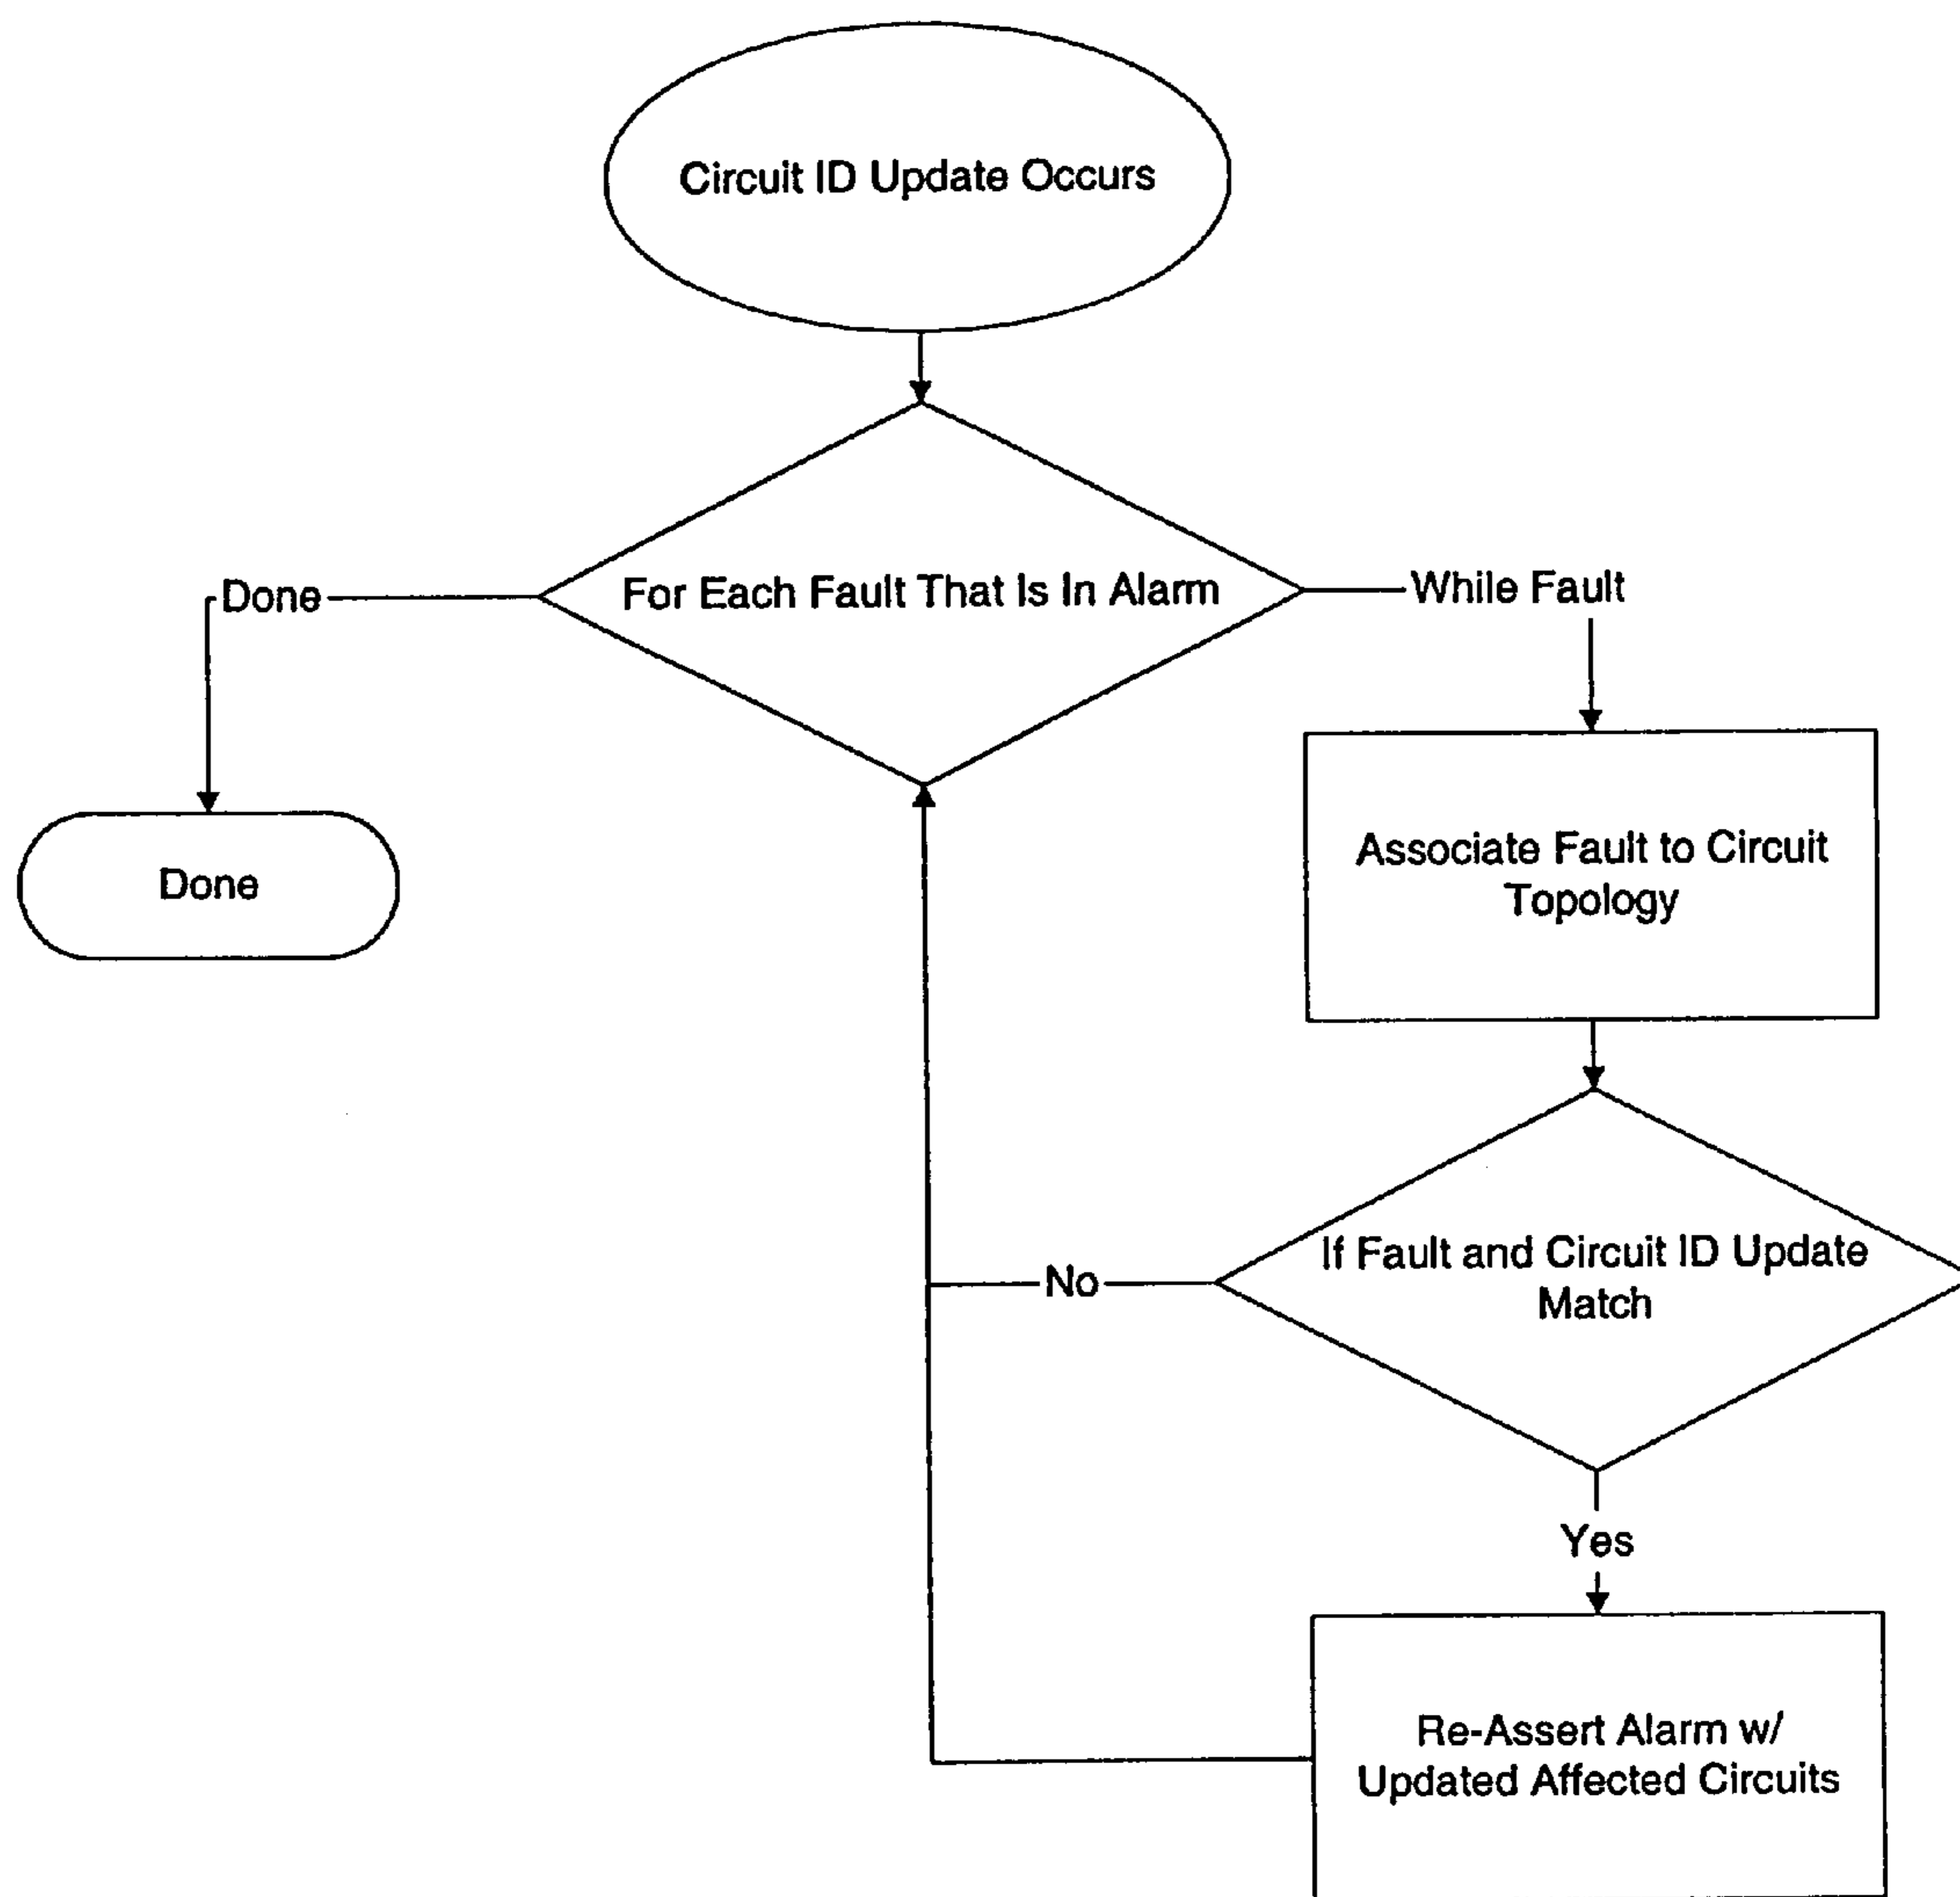 Circuit ID Update Occurs
For Each Fault That Is In Alarm
Done
While Fault
Done
Associate Fault to Circuit
Topology
If Fault and Circuit ID Update
Match
No
Yes
Re-Assert Alarm w/
Updated Affected Circuits